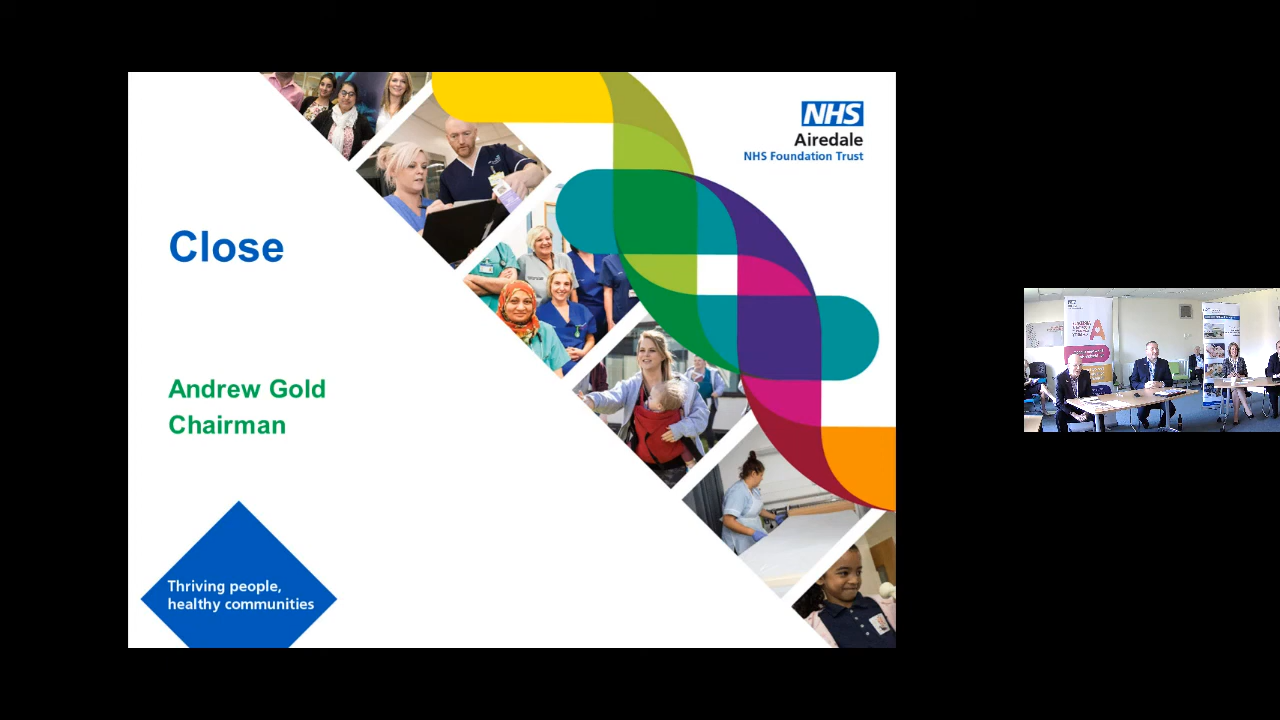 NHS
Airedale
NHS Foundation Trust
Close
Andrew Gold
Chairman
Thriving people,
healthy communities